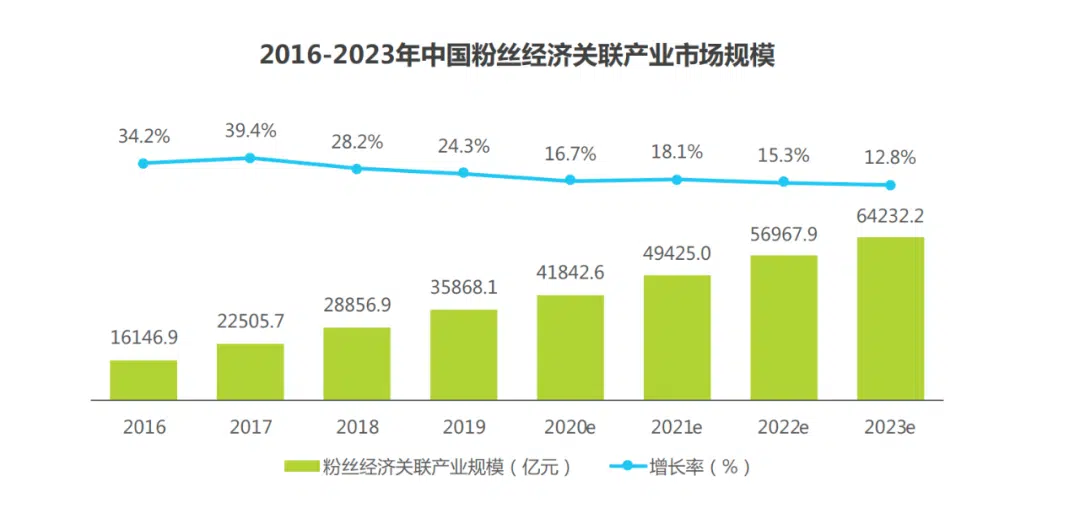 2016-2023年中国粉丝经济关联产业市场规模
34.2% 39.4% 28.2% 24.3% 16.7% 18.1% 15.3% 12.8%
16146.9 22505.7 28856.9 35868.1 41842.6 49425.0 56967.9 64232.2
2016 2017 2018 2019 2020e 2021e 2022e 2023e
粉丝经济关联产业规模（亿元） 增长率（%）